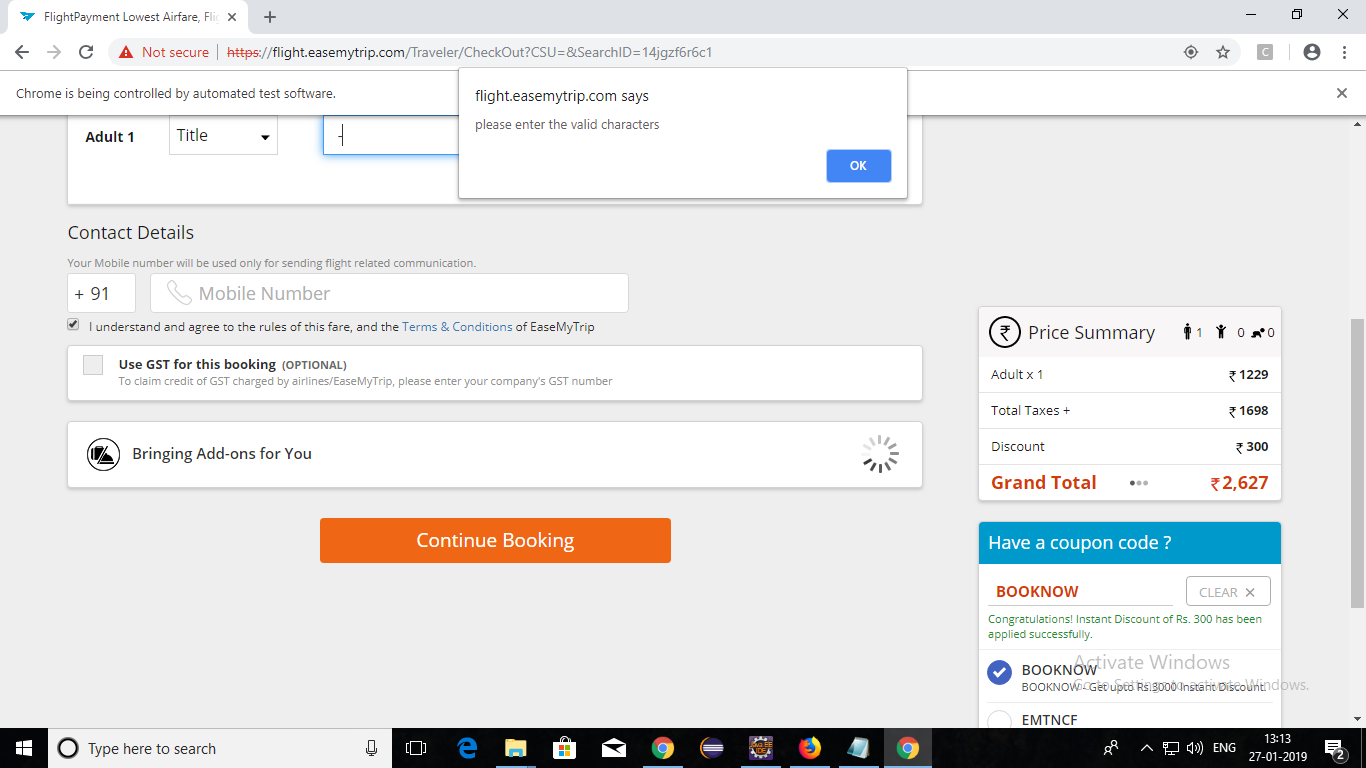 FlightPayment Lowest Airfare, Fli
Not secure
https://flight.easemytrip.com/Traveler/CheckOut?CSU=&SearchID=14jgzf6r6c1
C
Chrome is being controlled by automated test software.
flight.easemytrip.com says
please enter the valid characters
OK
Adult 1
Title
-
Contact Details
Your Mobile number will be used only for sending flight related communication.
+ 91
Mobile Number
I understand and agree to the rules of this fare, and the Terms & Conditions of EaseMyTrip
Use GST for this booking (OPTIONAL)
To claim credit of GST charged by airlines/EaseMyTrip, please enter your company's GST number
Bringing Add-ons for You
Continue Booking
₹ Price Summary 1 0 0
Adult x 1 ₹ 1229
Total Taxes + ₹ 1698
Discount ₹ 300
Grand Total ₹ 2,627
Have a coupon code ?
BOOKNOW
CLEAR ✕
Congratulations! Instant Discount of Rs. 300 has been
applied successfully.
BOOKNOW
BOOKNOW - Get upto Rs.3000 Instant Discount.
EMTNCF
Activate Windows
Go to Settings to activate Windows.
Type here to search
ENG
13:13
27-01-2019
2